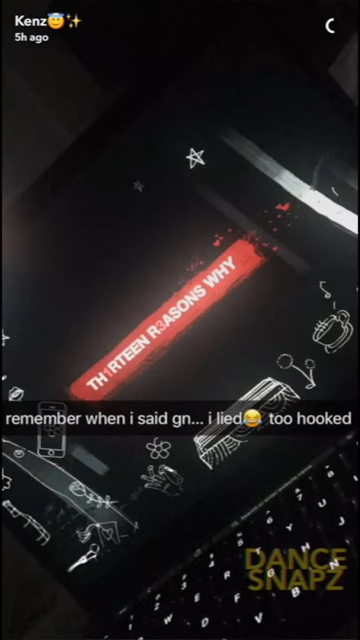 Kenz😇✨
5h ago
TH1RTEEN R3ASONS WHY
remember when i said gn... i lied😂 too hooked
DANCE
SNAPZ